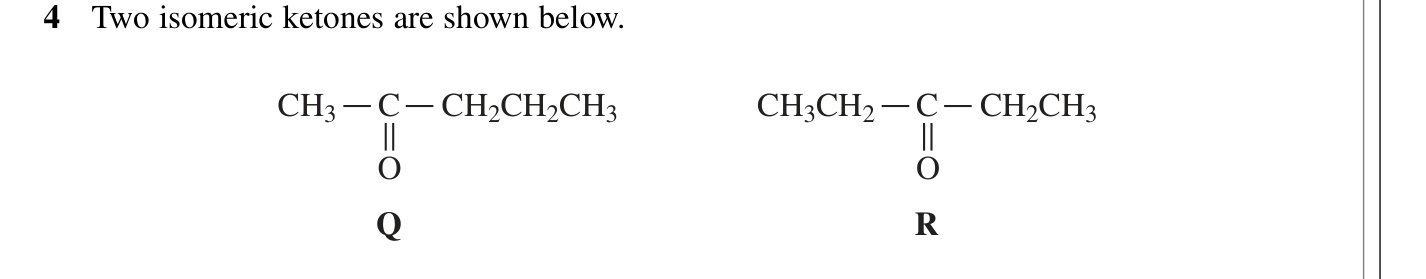 4 Two isomeric ketones are shown below.
CH₃ — C — CH₂CH₂CH₃ CH₃CH₂ — C — CH₂CH₃
|| ||
O O
Q R